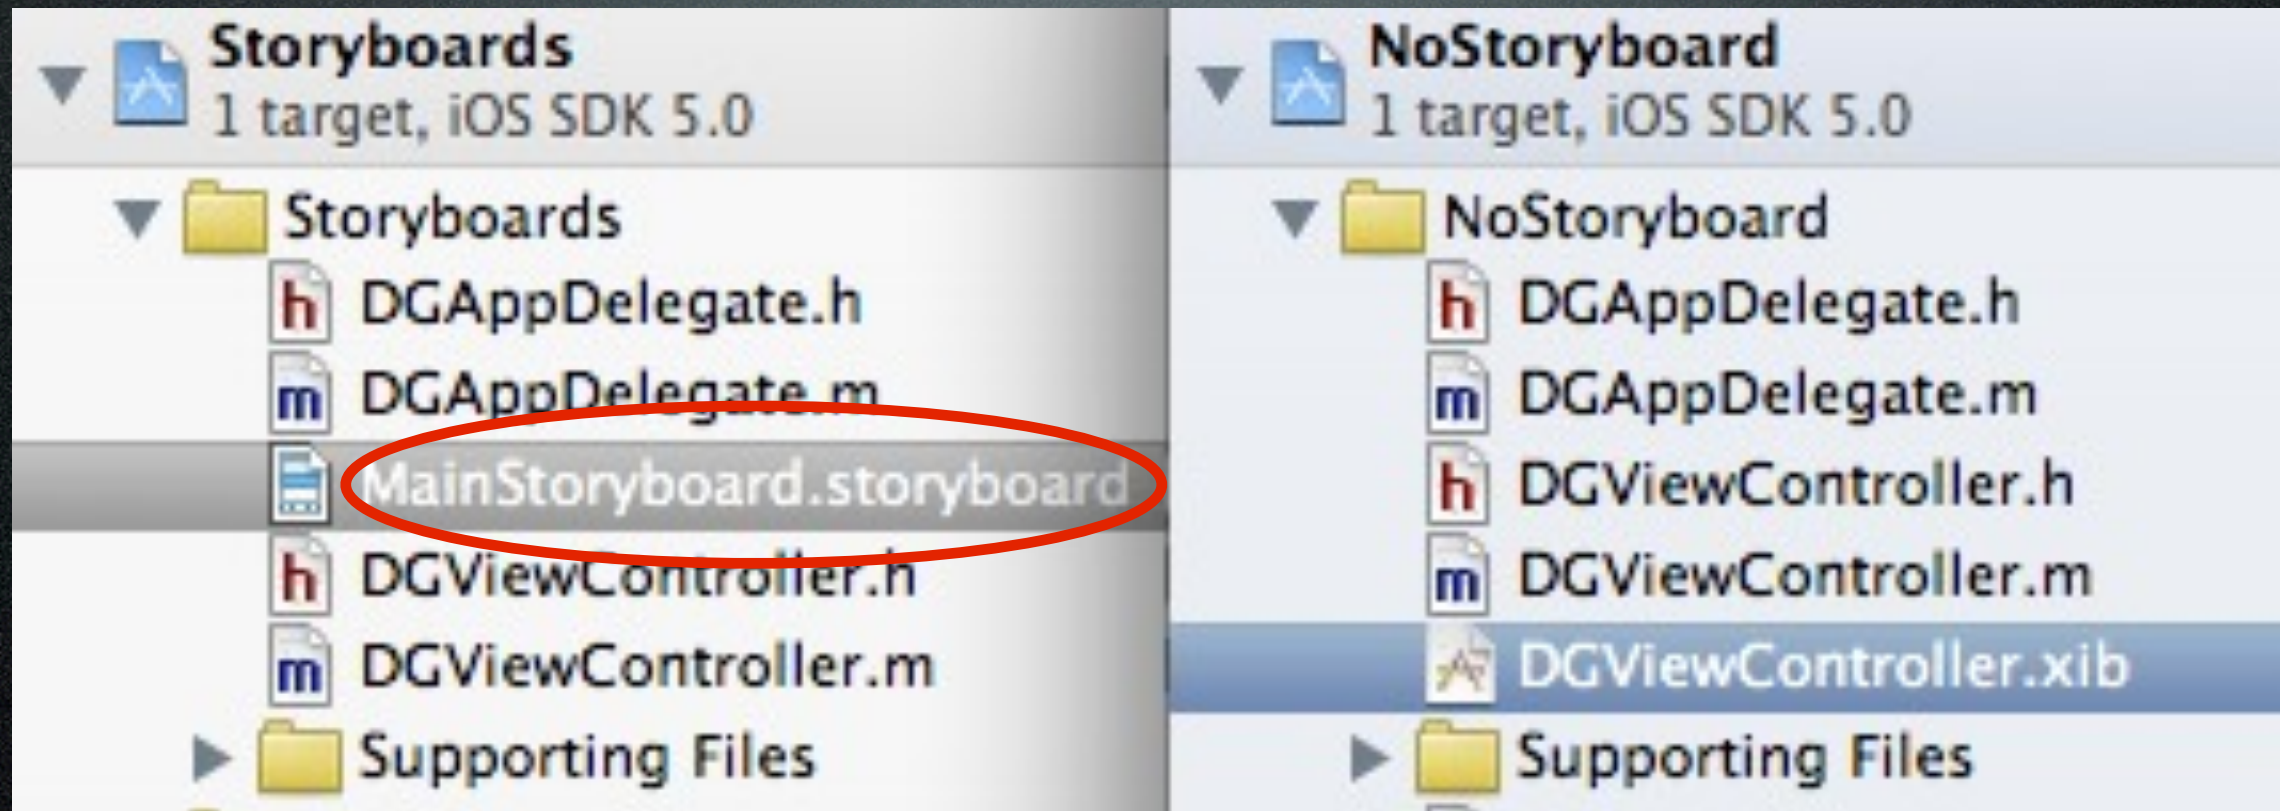 Storyboards
1 target, iOS SDK 5.0
Storyboards
h DGAppDelegate.h
m DGAppDelegate.m
MainStoryboard.storyboard
h DGViewController.h
m DGViewController.m
Supporting Files
NoStoryboard
1 target, iOS SDK 5.0
NoStoryboard
h DGAppDelegate.h
m DGAppDelegate.m
h DGViewController.h
m DGViewController.m
DGViewController.xib
Supporting Files